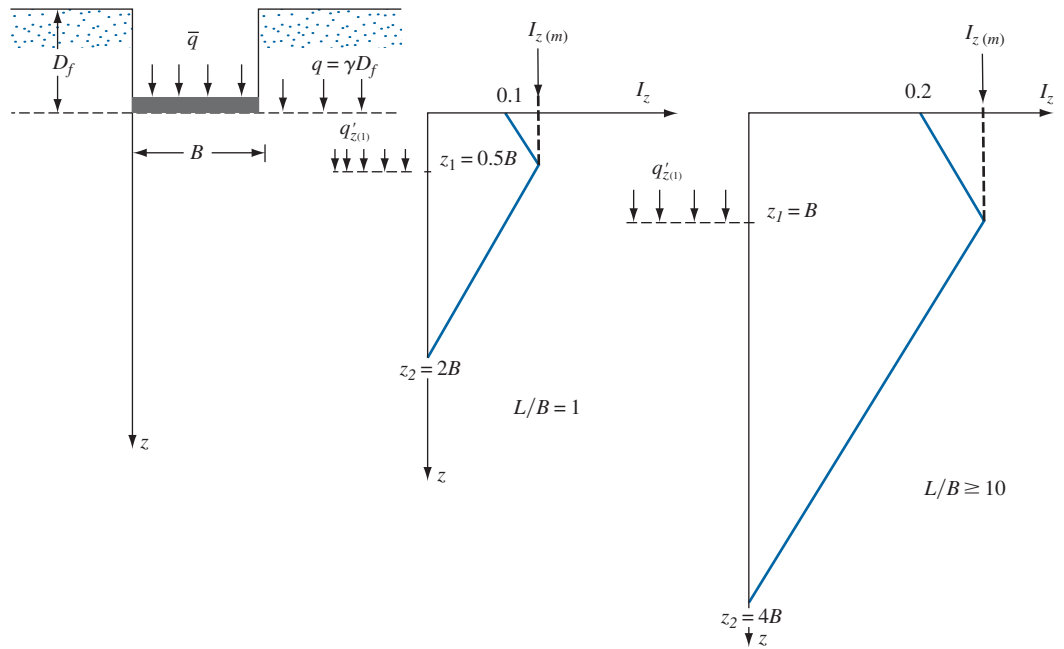 D_f
q̄
q = γD_f
B
z
q′_z(1)
0.1
I_z(m)
I_z
z_1 = 0.5B
z_2 = 2B
L/B = 1
z
q′_z(1)
0.2
I_z(m)
I_z
z_1 = B
L/B ≥ 10
z_2 = 4B
z